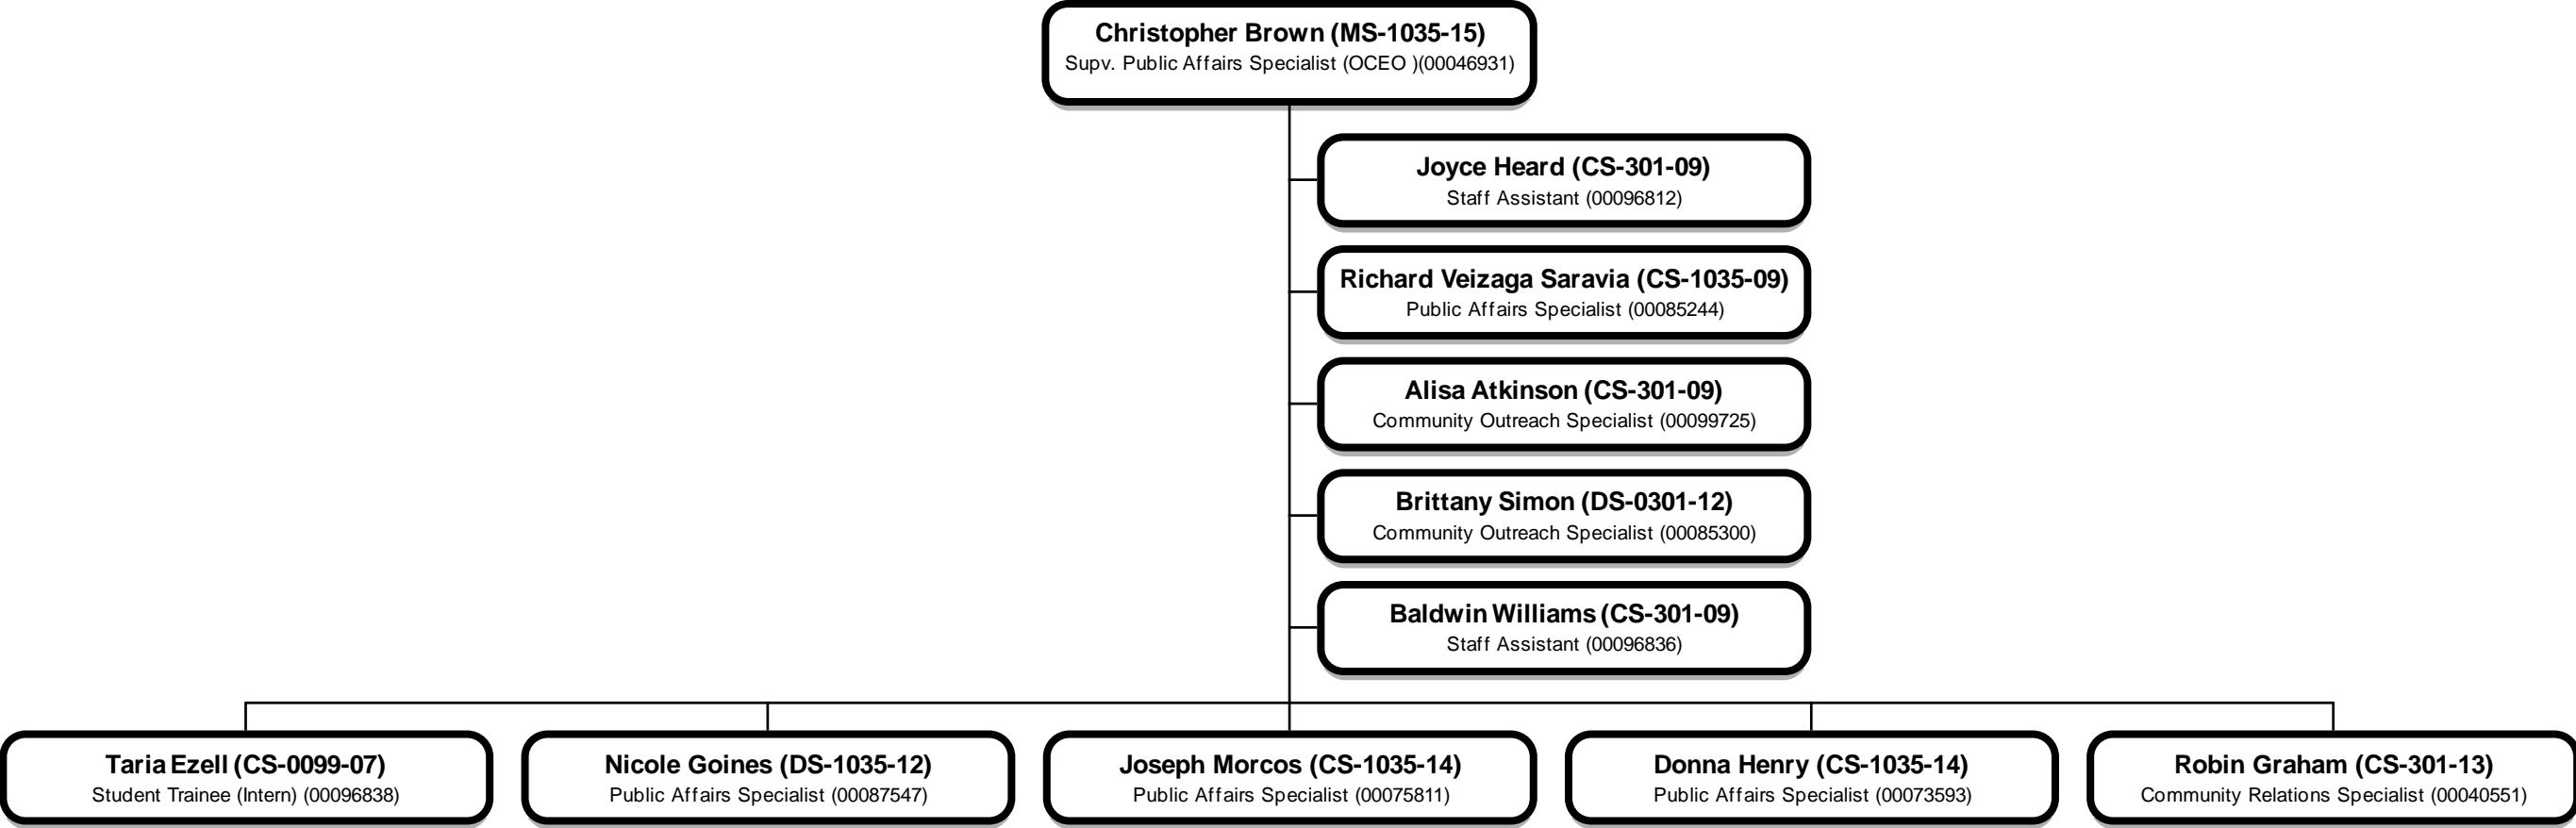 Christopher Brown (MS-1035-15)
Supv. Public Affairs Specialist (OCEO )(00046931)
Joyce Heard (CS-301-09)
Staff Assistant (00096812)
Richard Veizaga Saravia (CS-1035-09)
Public Affairs Specialist (00085244)
Alisa Atkinson (CS-301-09)
Community Outreach Specialist (00099725)
Brittany Simon (DS-0301-12)
Community Outreach Specialist (00085300)
Baldwin Williams (CS-301-09)
Staff Assistant (00096836)
Taria Ezell (CS-0099-07)
Student Trainee (Intern) (00096838)
Nicole Goines (DS-1035-12)
Public Affairs Specialist (00087547)
Joseph Morcos (CS-1035-14)
Public Affairs Specialist (00075811)
Donna Henry (CS-1035-14)
Public Affairs Specialist (00073593)
Robin Graham (CS-301-13)
Community Relations Specialist (00040551)